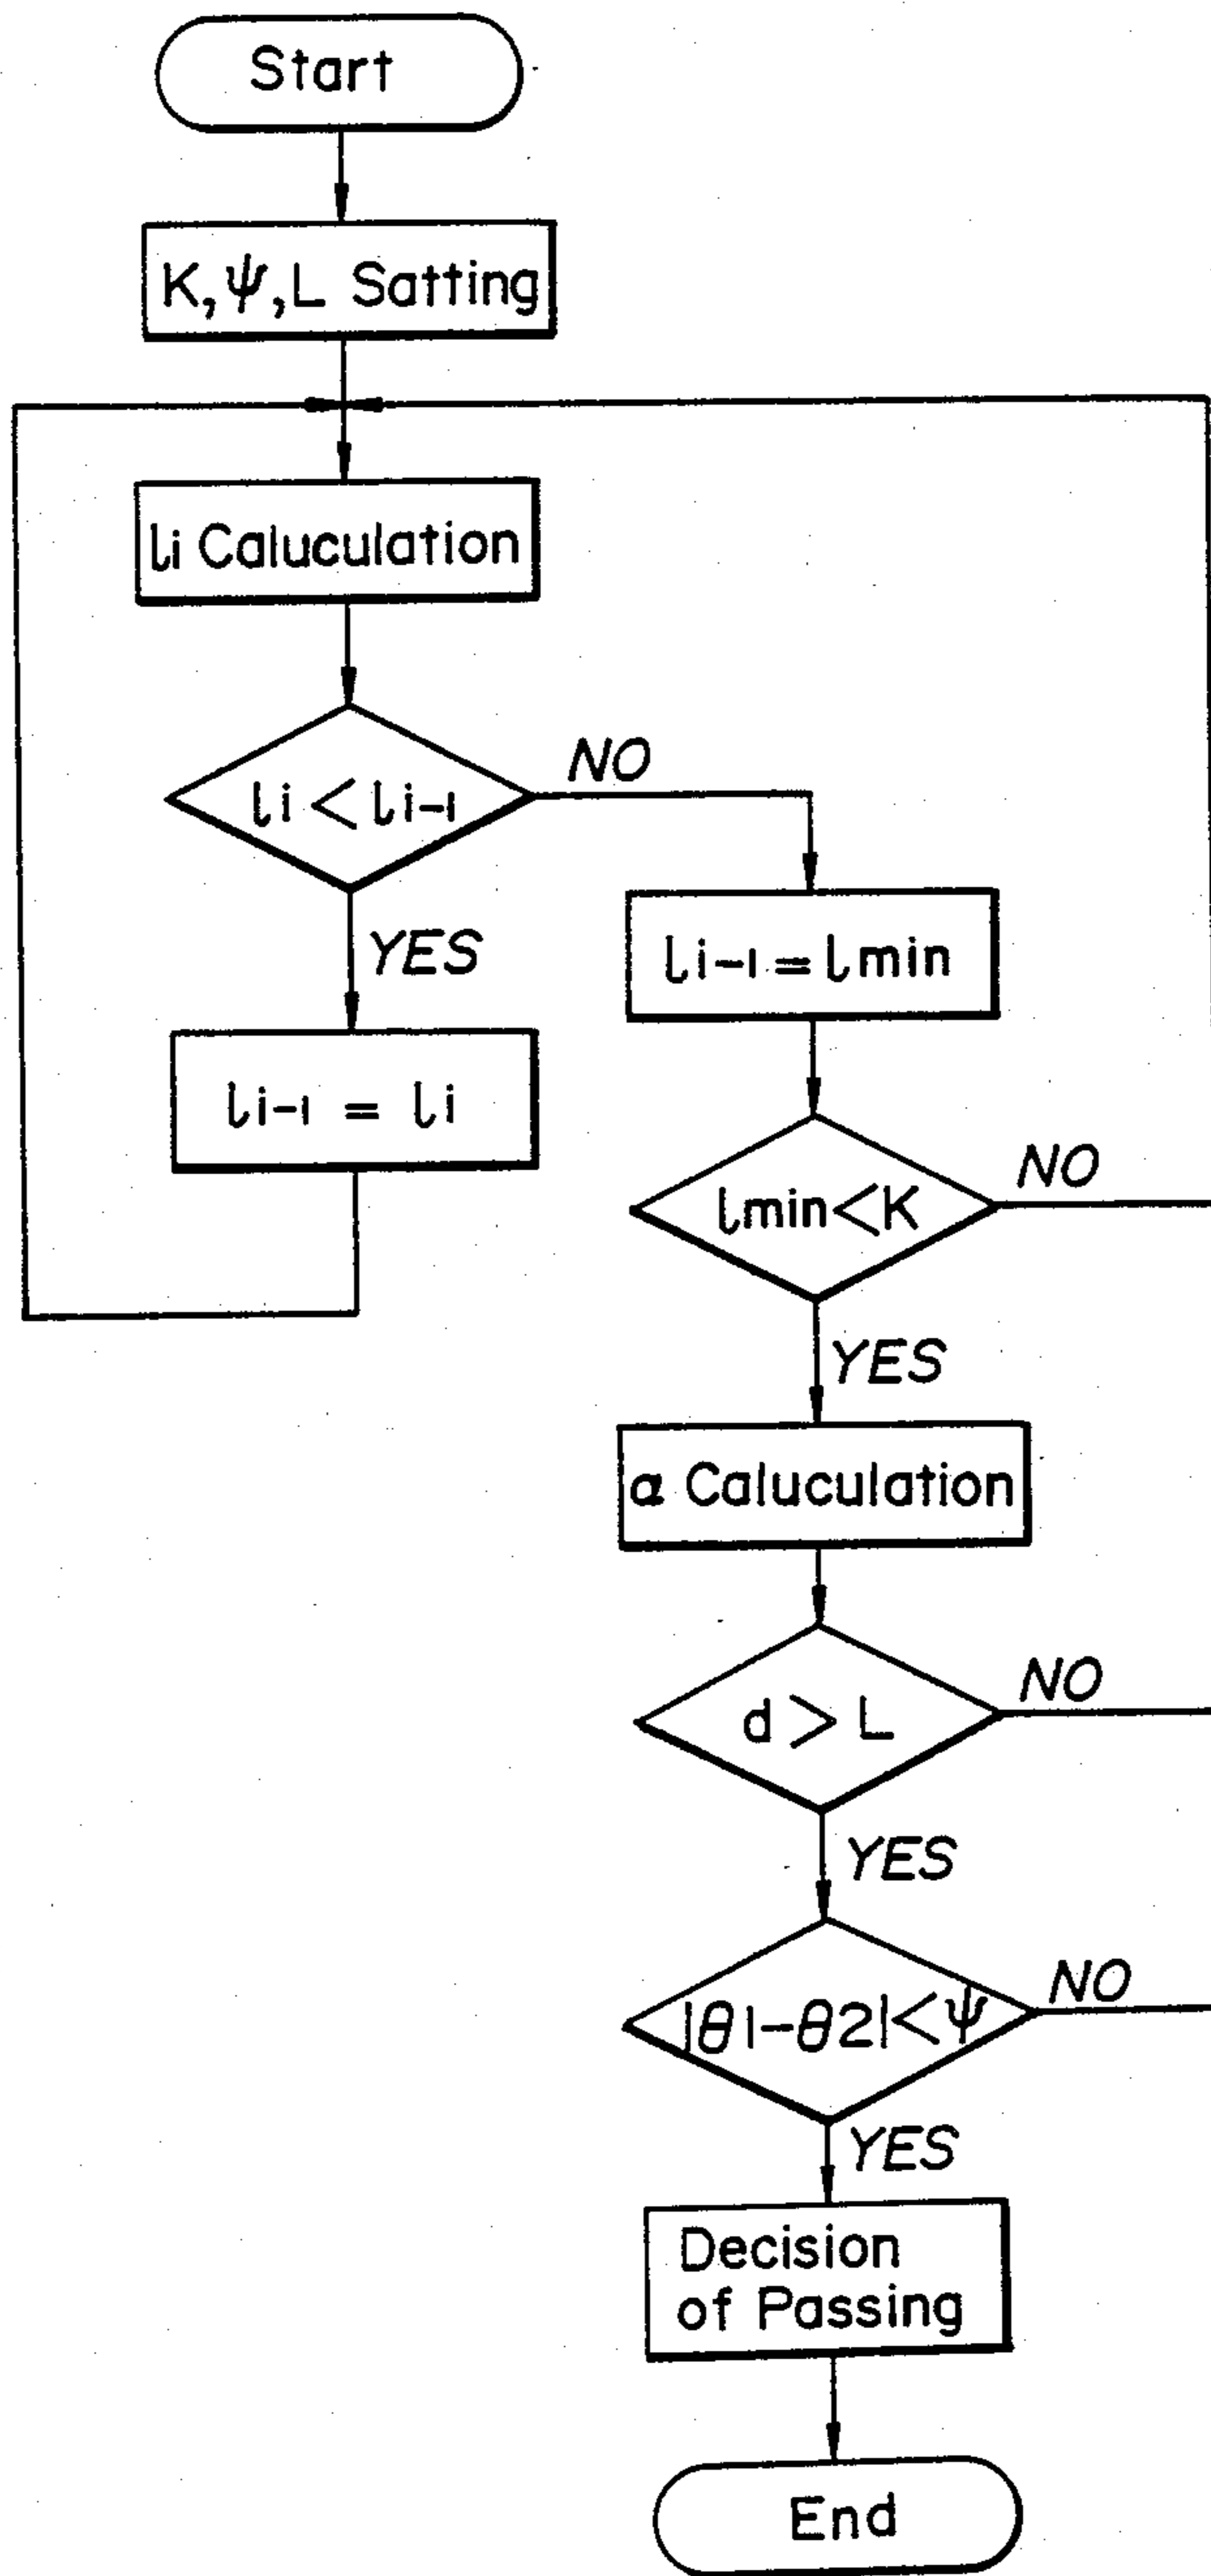 Start
K, ψ, L Satting
li Caluculation
li < li-1
NO
YES
li-1 = lmin
li-1 = li
lmin < K
NO
YES
α Caluculation
d > L
NO
YES
|θ1-θ2| < ψ
NO
YES
Decision
of Passing
End